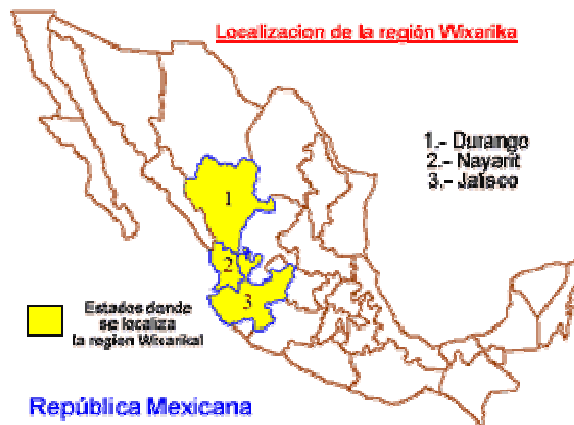 Localizacion de la región Wixarika
1.- Durango
2.- Nayarit
3.- Jalisco
1
2
3
Estados donde
se localiza
la region Wixarikal
República Mexicana